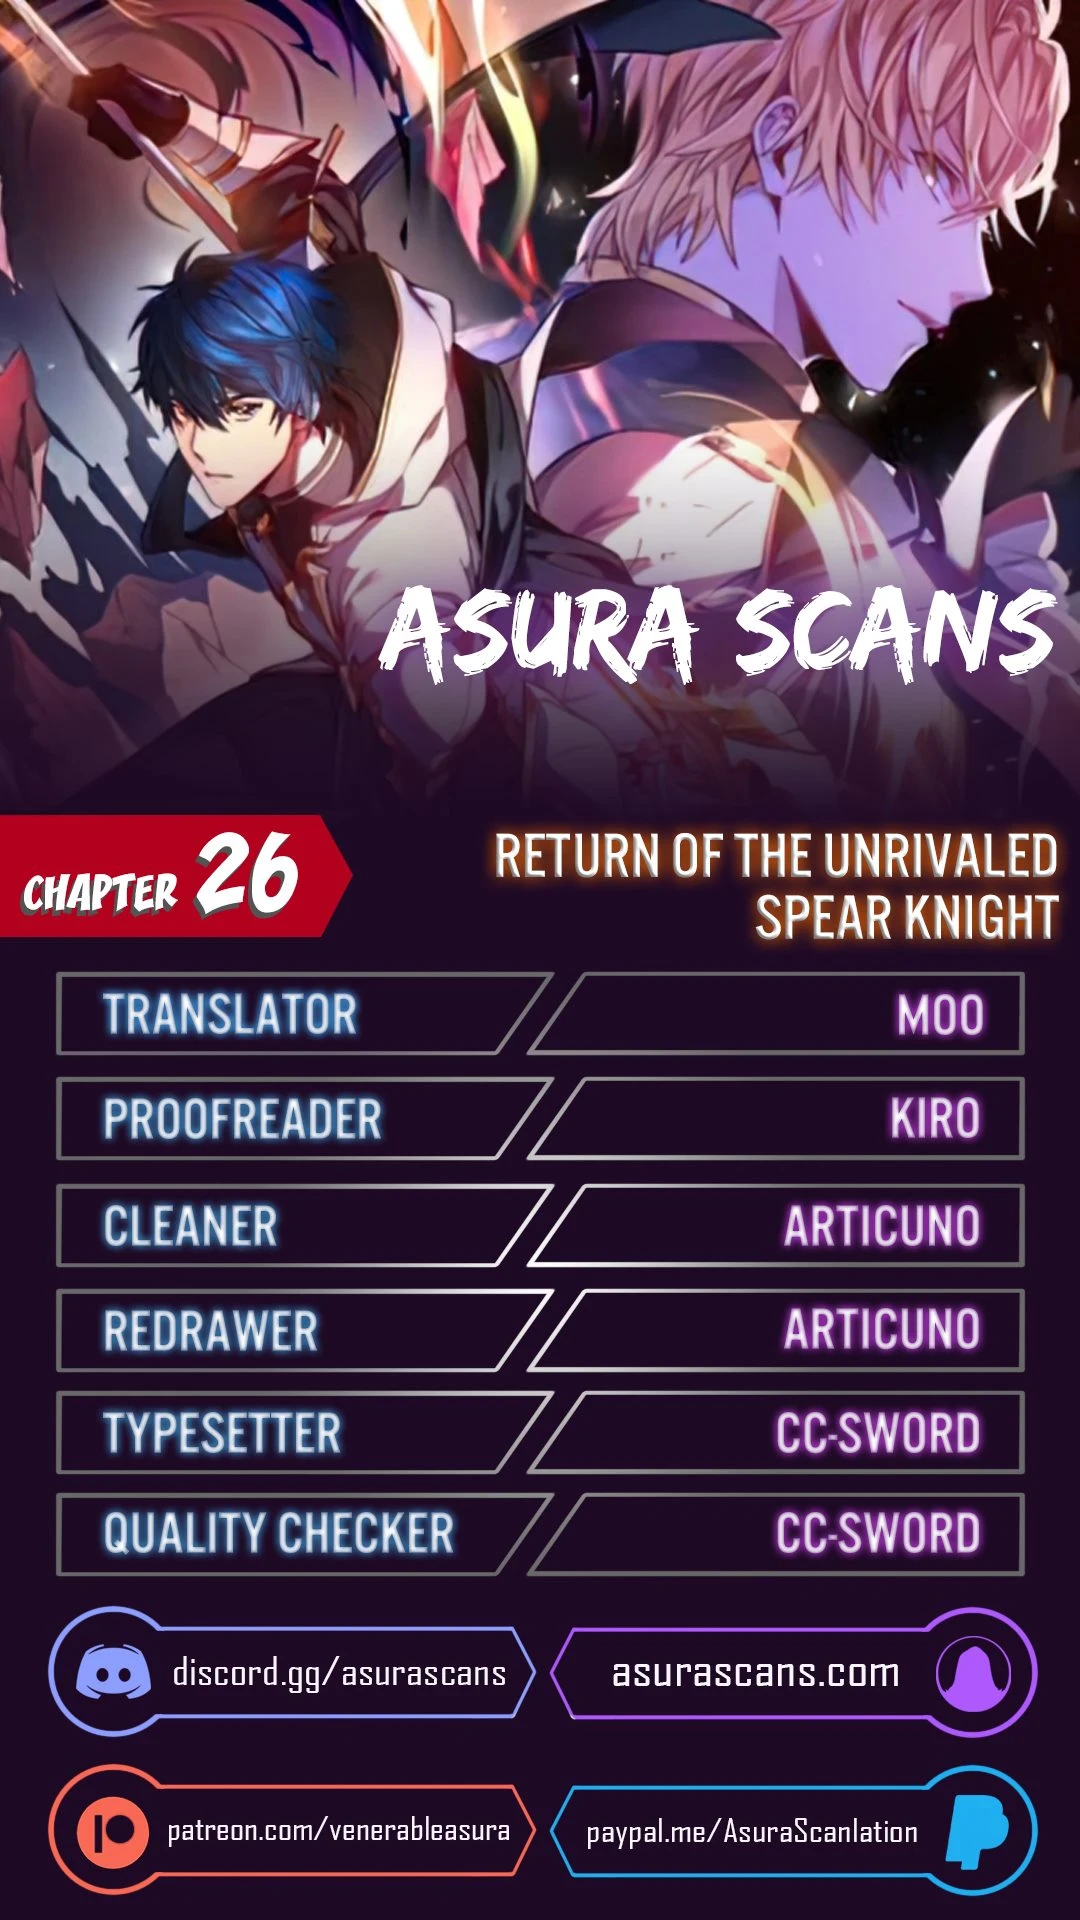 ASURA SCANS
CHAPTER 26
RETURN OF THE UNRIVALED
SPEAR KNIGHT
TRANSLATOR MOO
PROOFREADER KIRO
CLEANER ARTICUNO
REDRAWER ARTICUNO
TYPESETTER CC-SWORD
QUALITY CHECKER CC-SWORD
discord.gg/asurascans
asurascans.com
patreon.com/venerableasura
paypal.me/AsuraScanlation